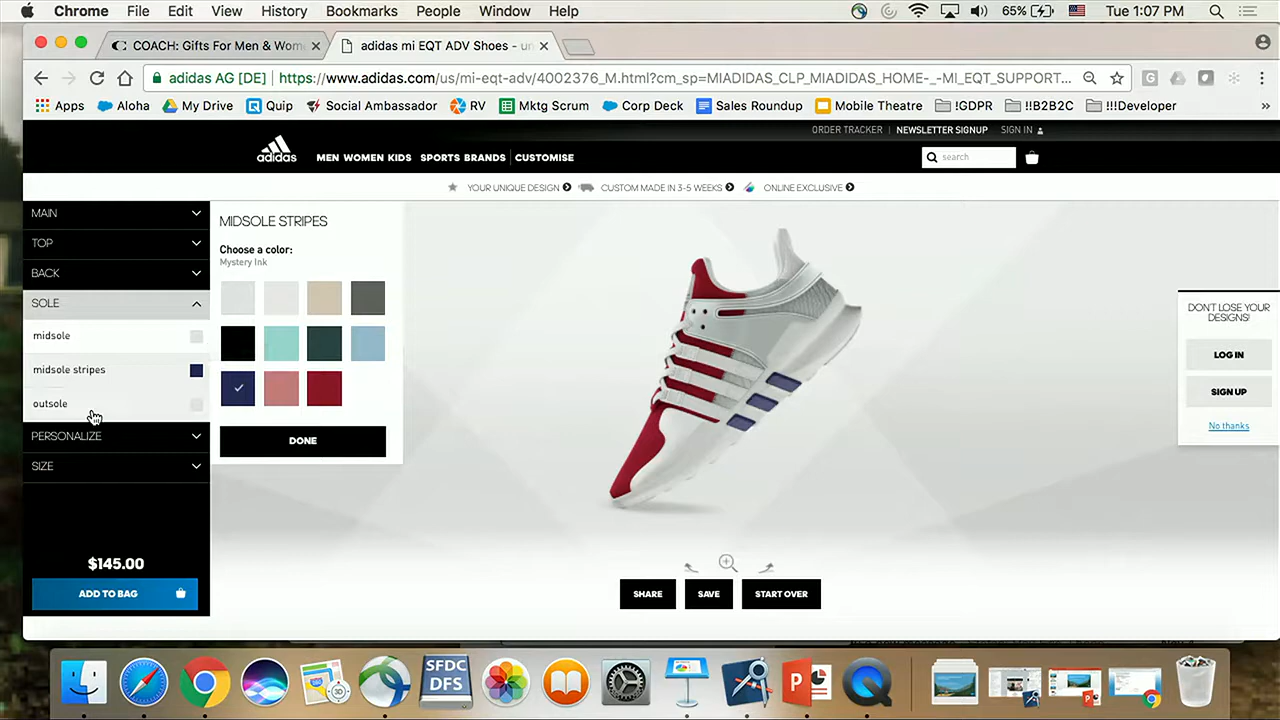 Chrome File Edit View History Bookmarks People Window Help 65% Tue 1:07 PM
COACH: Gifts For Men & Wom
adidas mi EQT ADV Shoes - un
adidas AG [DE] https://www.adidas.com/us/mi-eqt-adv/4002376_M.html?cm_sp=MIADIDAS_CLP_MIADIDAS_HOME-_-MI_EQT_SUPPORT...
Apps Aloha My Drive Quip Social Ambassador RV Mktg Scrum Corp Deck Sales Roundup Mobile Theatre !GDPR !!B2B2C !!!Developer »
ORDER TRACKER NEWSLETTER SIGNUP SIGN IN
adidas
MEN WOMEN KIDS SPORTS BRANDS CUSTOMISE
search
YOUR UNIQUE DESIGN CUSTOM MADE IN 3-5 WEEKS ONLINE EXCLUSIVE
MAIN
TOP
BACK
SOLE
midsole
midsole stripes
outsole
PERSONALIZE
SIZE
$145.00
ADD TO BAG
MIDSOLE STRIPES
Choose a color:
Mystery Ink
DONE
SHARE
SAVE
START OVER
DON'T LOSE YOUR
DESIGNS!
LOG IN
SIGN UP
No thanks
SFDC
DFS